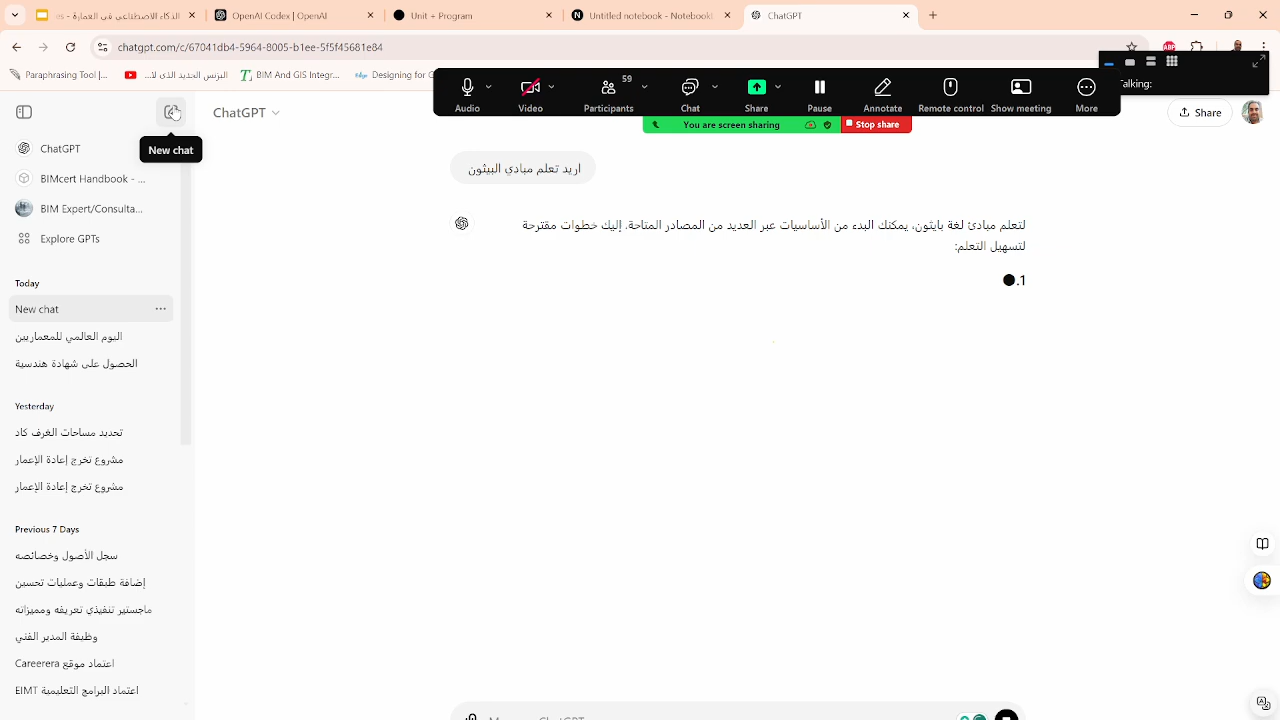 الذكاء الاصطناعي في العمارة - os
OpenAI Codex | OpenAI
Unit + Program
Untitled notebook - Notebook
ChatGPT
chatgpt.com/c/67041db4-5964-8005-b1ee-5f5f45681e84
Paraphrasing Tool |...
البرنس الجديد الذى ل...
BIM And GIS Integr...
Designing
Talking:
59
Audio
Video
Participants
Chat
Share
Pause
Annotate
Remote control
Show meeting
More
You are screen sharing
Stop share
ChatGPT
Share
New chat
ChatGPT
BIMcert Handbook - ...
BIM Expert/Consulta...
Explore GPTs
Today
New chat
اليوم العالمي للمعماريين
الحصول على شهادة هندسية
Yesterday
تحديد مساحات الغرف كاد
مشروع تخرج إعادة الإعمار
مشروع تخرج إعادة الإعمار
Previous 7 Days
سجل الأصول وخصائصه
إضافة طبقات وعمليات تحسين
ماجستير تنفيذي تعريفه ومميزاته
وظيفة المدير الفني
اعتماد موقع Careerera
اعتماد البرامج التعليمية EIMT
اريد تعلم مبادي البيثون
لتعلم مبادئ لغة بايثون، يمكنك البدء من الأساسيات عبر العديد من المصادر المتاحة. إليك خطوات مقترحة
لتسهيل التعلم:
1.